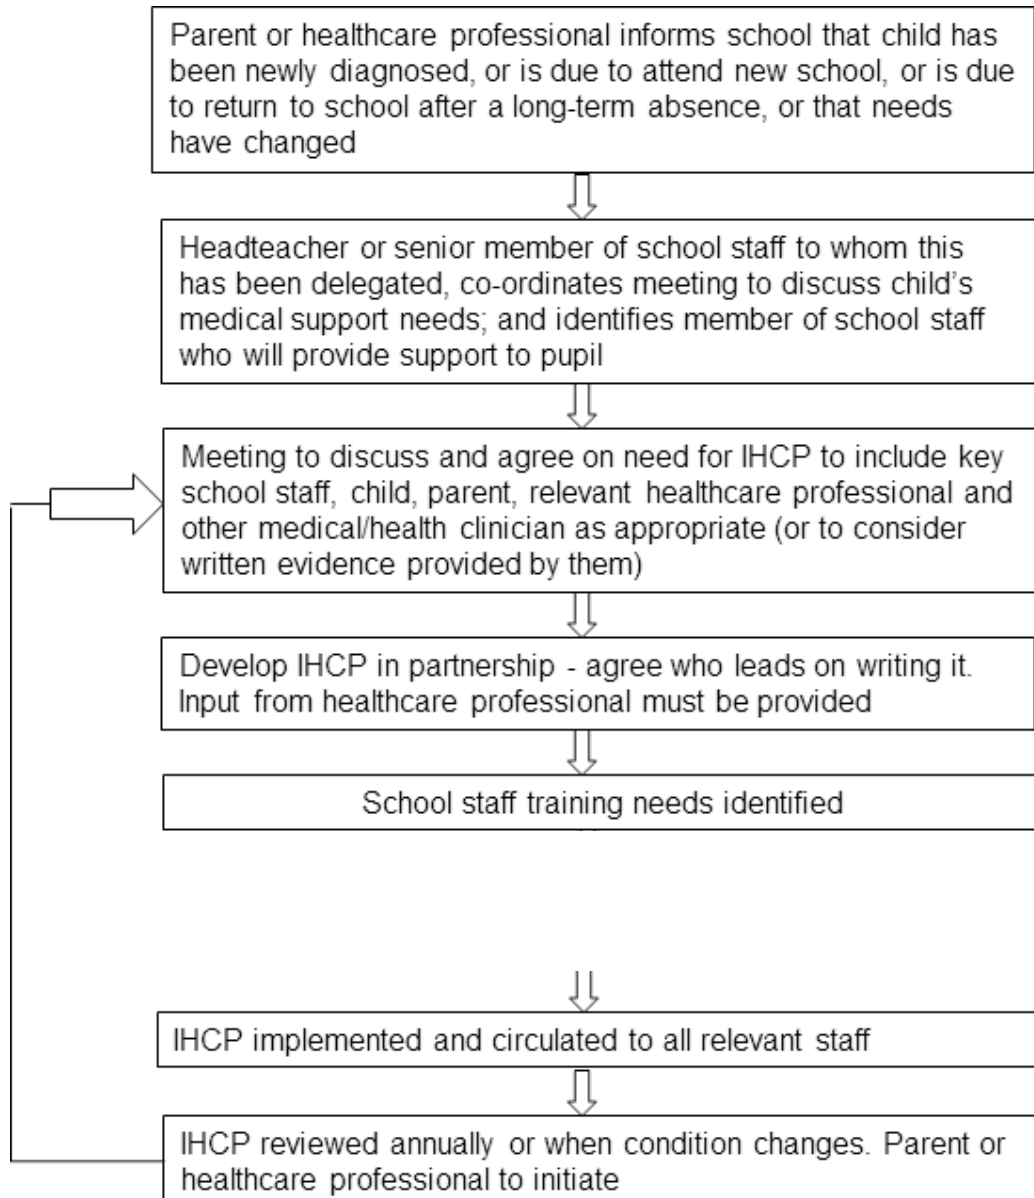 Parent or healthcare professional informs school that child has
been newly diagnosed, or is due to attend new school, or is due
to return to school after a long-term absence, or that needs
have changed
Headteacher or senior member of school staff to whom this
has been delegated, co-ordinates meeting to discuss child's
medical support needs; and identifies member of school staff
who will provide support to pupil
Meeting to discuss and agree on need for IHCP to include key
school staff, child, parent, relevant healthcare professional and
other medical/health clinician as appropriate (or to consider
written evidence provided by them)
Develop IHCP in partnership - agree who leads on writing it.
Input from healthcare professional must be provided
School staff training needs identified
IHCP implemented and circulated to all relevant staff
IHCP reviewed annually or when condition changes. Parent or
healthcare professional to initiate